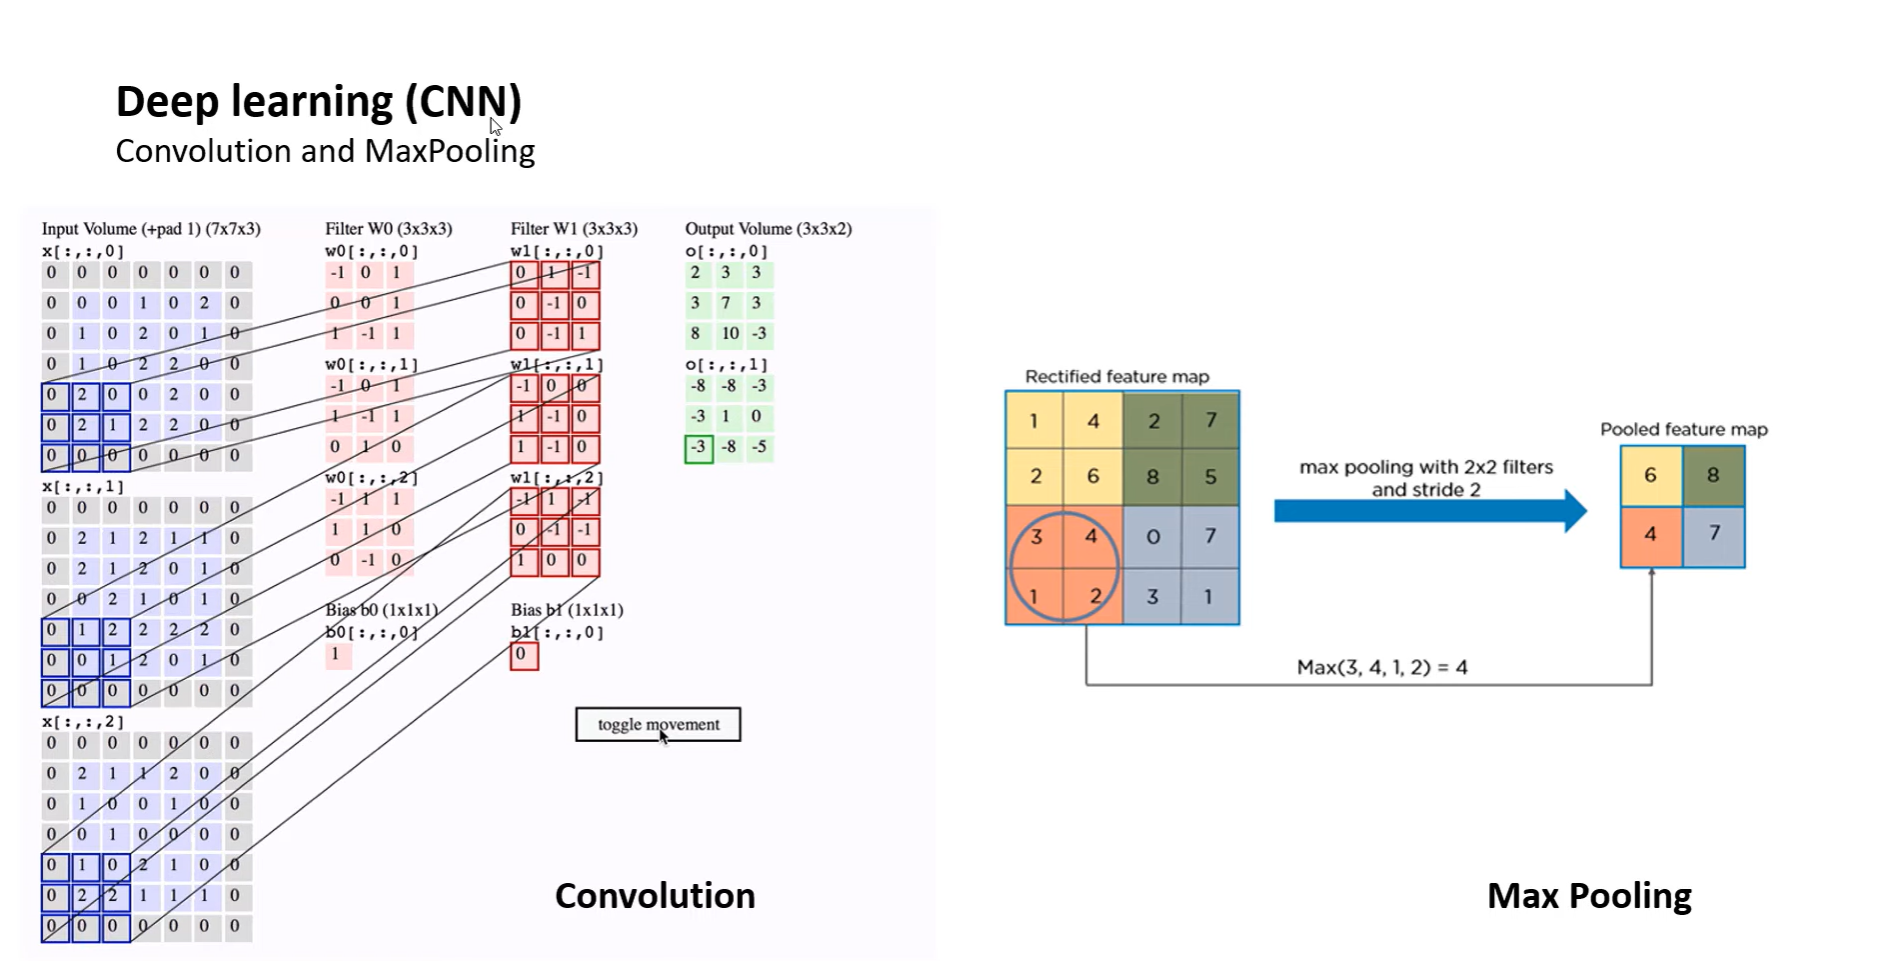 Deep learning (CNN)
Convolution and MaxPooling
Input Volume (+pad 1) (7x7x3)
x[:,:,0]
0 0 0 0 0 0 0
0 0 0 1 0 2 0
0 1 0 2 0 1 0
0 1 0 2 2 0 0
0 2 0 0 2 0 0
0 2 1 2 2 0 0
0 0 0 0 0 0 0
x[:,:,1]
0 0 0 0 0 0 0
0 2 1 2 1 1 0
0 2 1 2 0 1 0
0 0 2 1 0 1 0
0 1 2 2 2 2 0
0 0 1 2 0 1 0
0 0 0 0 0 0 0
x[:,:,2]
0 0 0 0 0 0 0
0 2 1 1 2 0 0
0 1 0 0 1 0 0
0 0 1 0 0 0 0
0 1 0 2 1 0 0
0 2 2 1 1 1 0
0 0 0 0 0 0 0
Filter W0 (3x3x3)
w0[:,:,0]
-1 0 1
0 0 1
1 -1 1
w0[:,:,1]
-1 0 1
1 -1 1
0 1 0
w0[:,:,2]
-1 1 1
1 1 0
0 -1 0
Bias b0 (1x1x1)
b0[:,:,0]
1
Filter W1 (3x3x3)
w1[:,:,0]
0 1 -1
0 -1 0
0 -1 1
w1[:,:,1]
-1 0 0
1 -1 0
1 -1 0
w1[:,:,2]
-1 1 -1
0 -1 -1
1 0 0
Bias b1 (1x1x1)
b1[:,:,0]
0
Output Volume (3x3x2)
o[:,:,0]
2 3 3
3 7 3
8 10 -3
o[:,:,1]
-8 -8 -3
-3 1 0
-3 -8 -5
toggle movement
Convolution
Rectified feature map
1 4 2 7
2 6 8 5
3 4 0 7
1 2 3 1
max pooling with 2x2 filters
and stride 2
Pooled feature map
6 8
4 7
Max(3, 4, 1, 2) = 4
Max Pooling